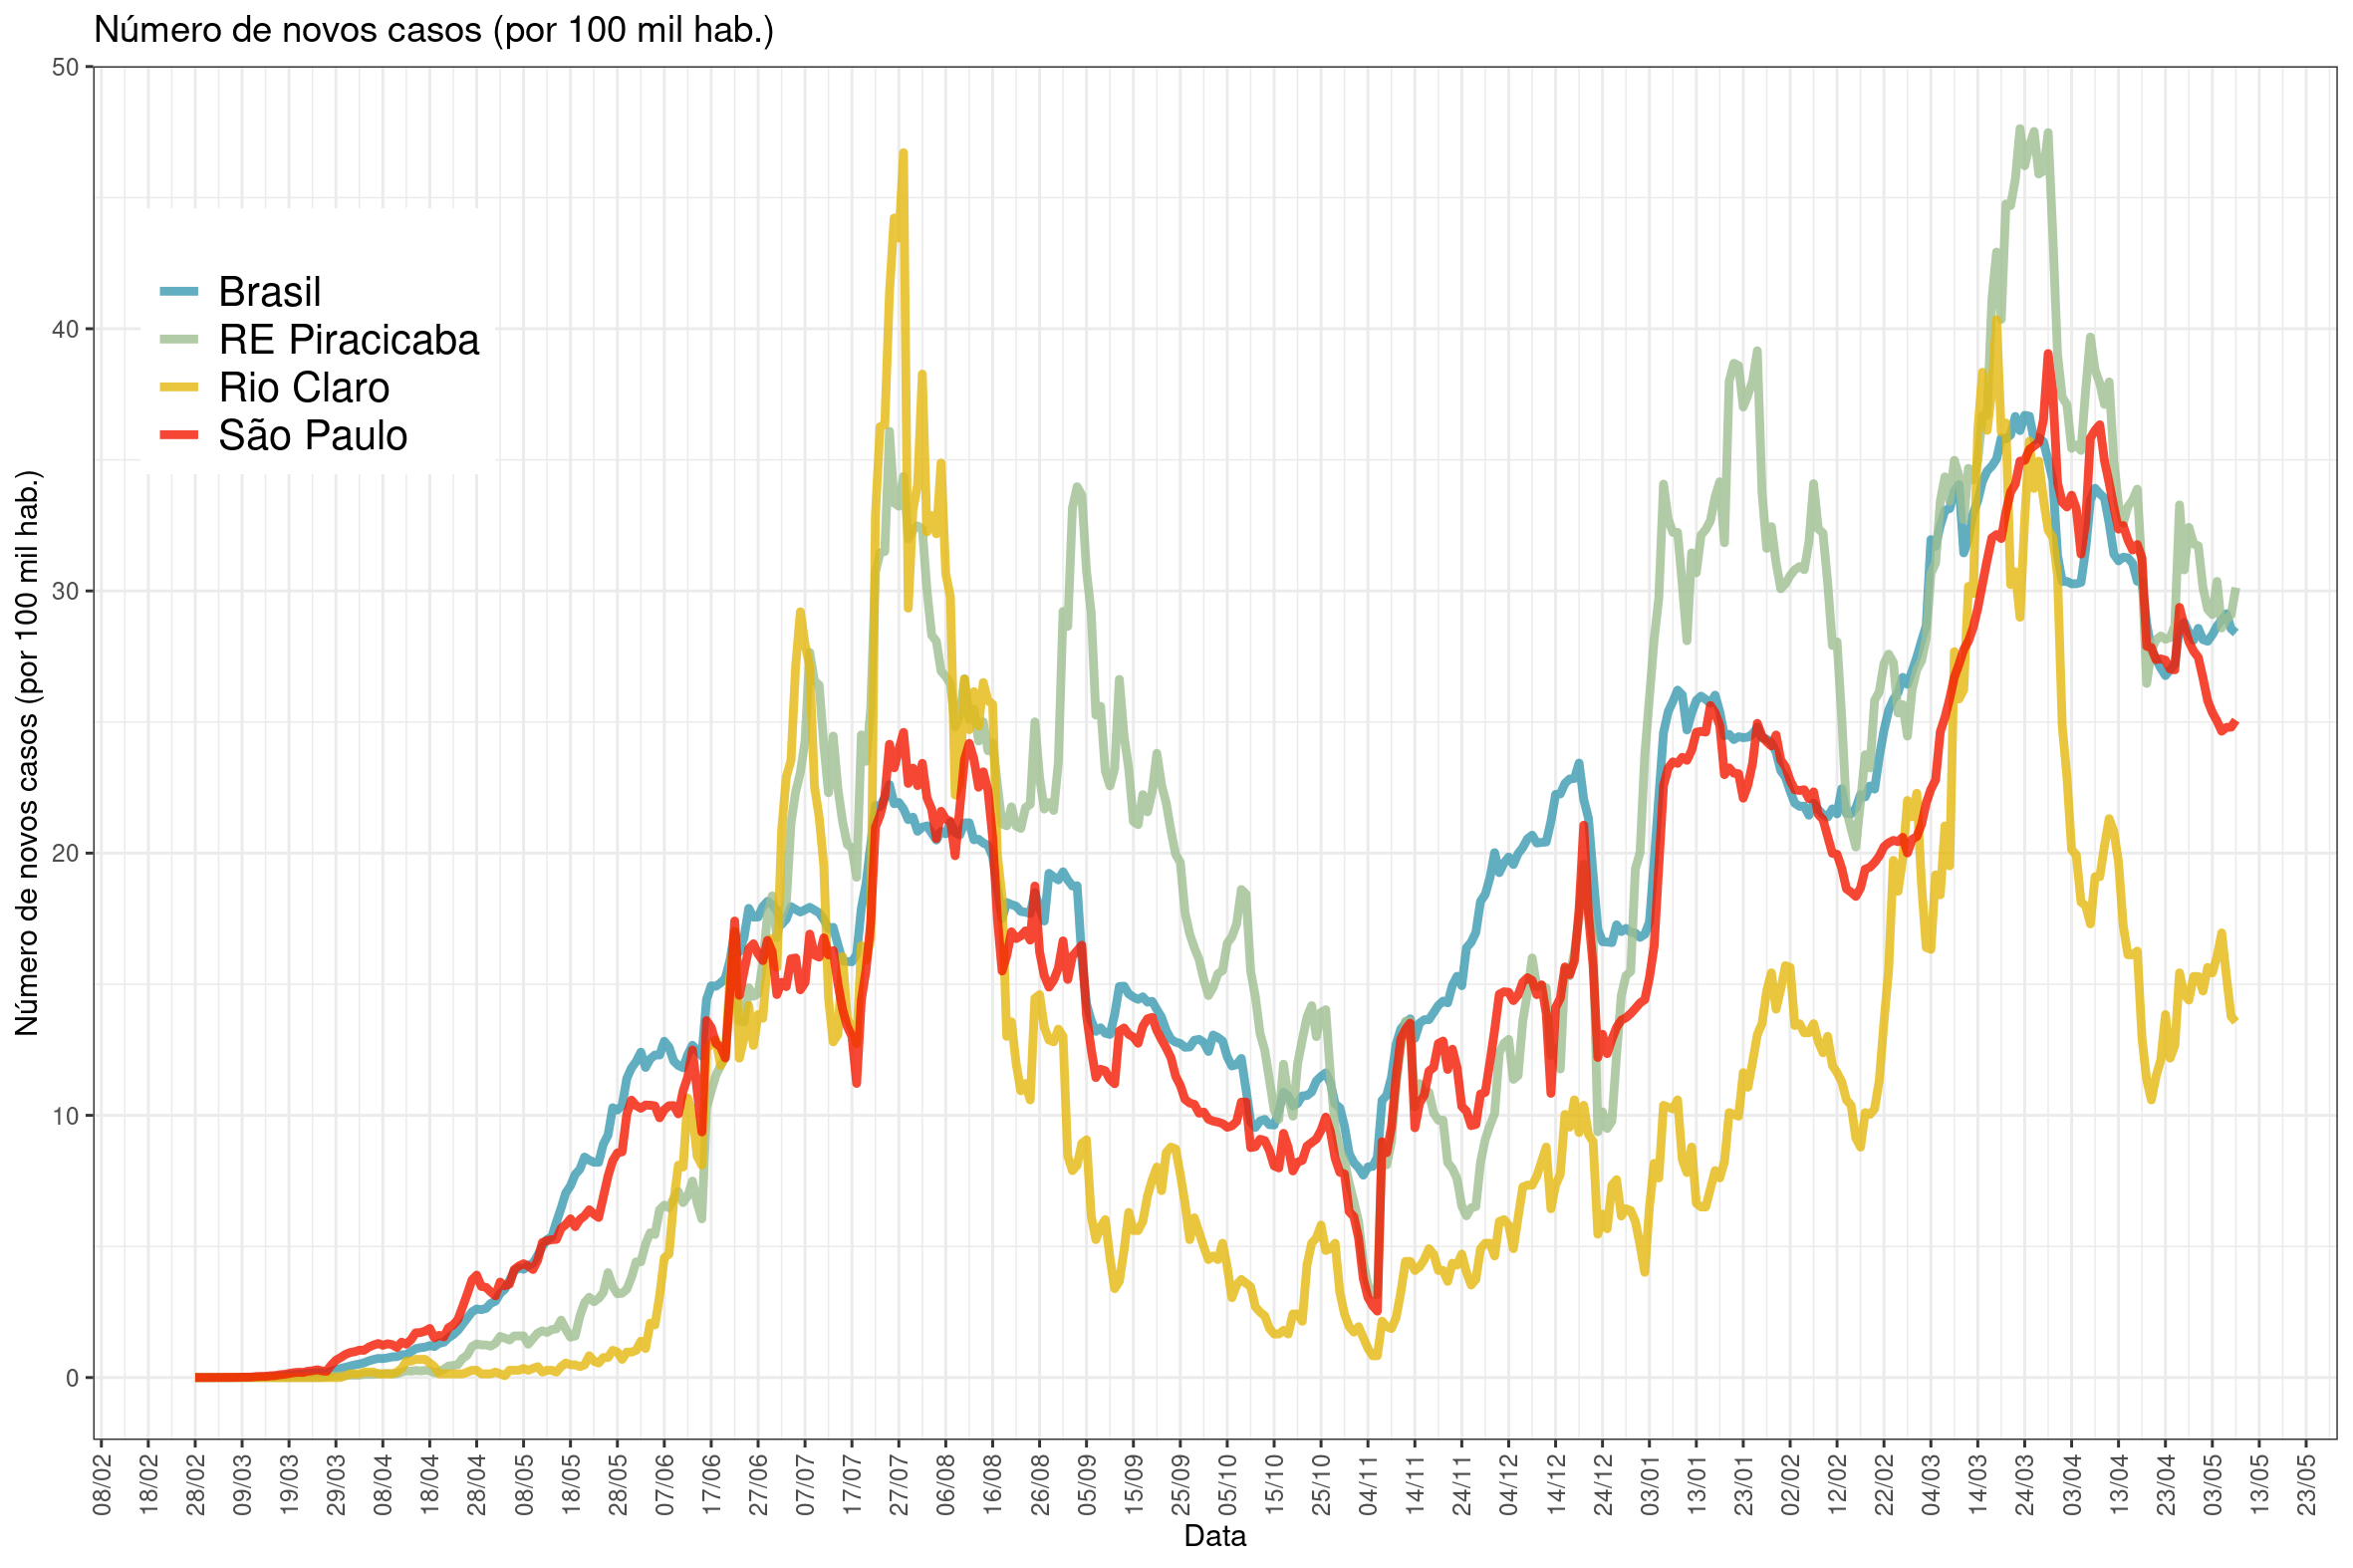 Número de novos casos (por 100 mil hab.)
50
40
30
20
10
0
Número de novos casos (por 100 mil hab.)
Brasil
RE Piracicaba
Rio Claro
São Paulo
08/02 18/02 28/02 09/03 19/03 29/03 08/04 18/04 28/04 08/05 18/05 28/05 07/06 17/06 27/06 07/07 17/07 27/07 06/08 16/08 26/08 05/09 15/09 25/09 05/10 15/10 25/10 04/11 14/11 24/11 04/12 14/12 24/12 03/01 13/01 23/01 02/02 12/02 22/02 04/03 14/03 24/03 03/04 13/04 23/04 03/05 13/05 23/05
Data